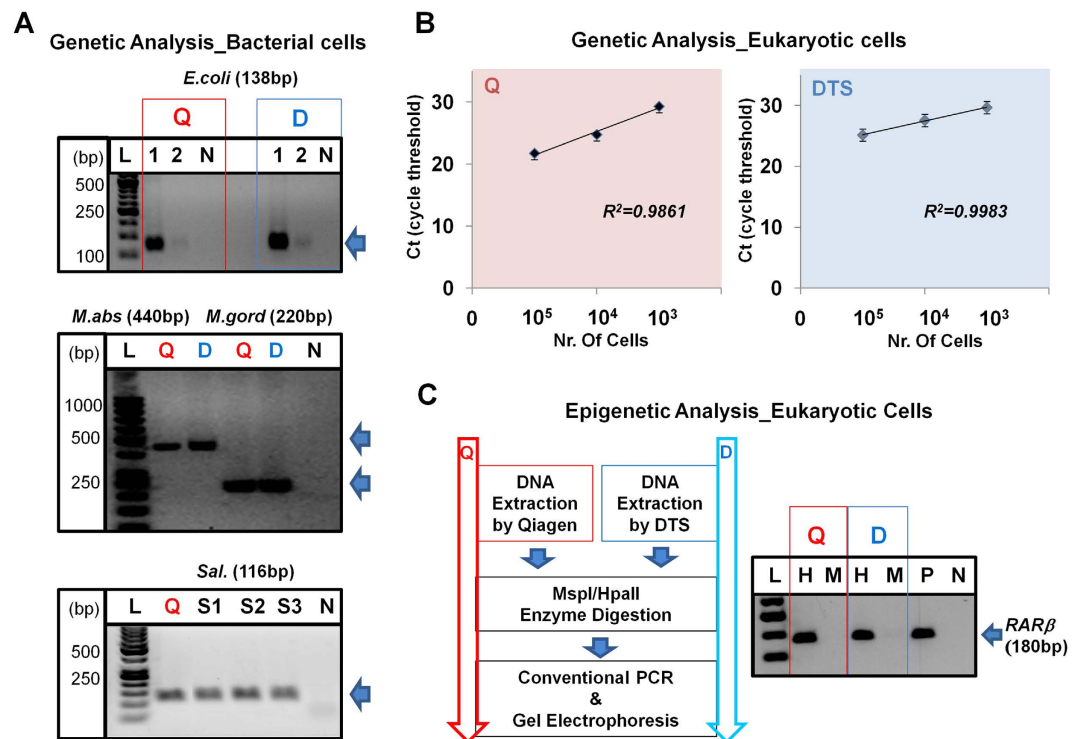 A
Genetic Analysis_Bacterial cells
E.coli (138bp)
Q D
(bp) L 1 2 N 1 2 N
500
250
100
M.abs (440bp) M.gord (220bp)
(bp) L Q D Q D N
1000
500
250
Sal. (116bp)
(bp) L Q S1 S2 S3 N
500
250
B
Genetic Analysis_Eukaryotic cells
Q
Ct (cycle threshold)
30
20
10
0
R²=0.9861
0 10⁵ 10⁴ 10³
DTS
Ct (cycle threshold)
30
20
10
0
R²=0.9983
0 10⁵ 10⁴ 10³
Nr. Of Cells
C
Epigenetic Analysis_Eukaryotic Cells
Q
D
DNA
Extraction
by Qiagen
DNA
Extraction
by DTS
MspI/HpaII
Enzyme Digestion
Conventional PCR
&
Gel Electrophoresis
Q D
L H M H M P N
RARβ
(180bp)